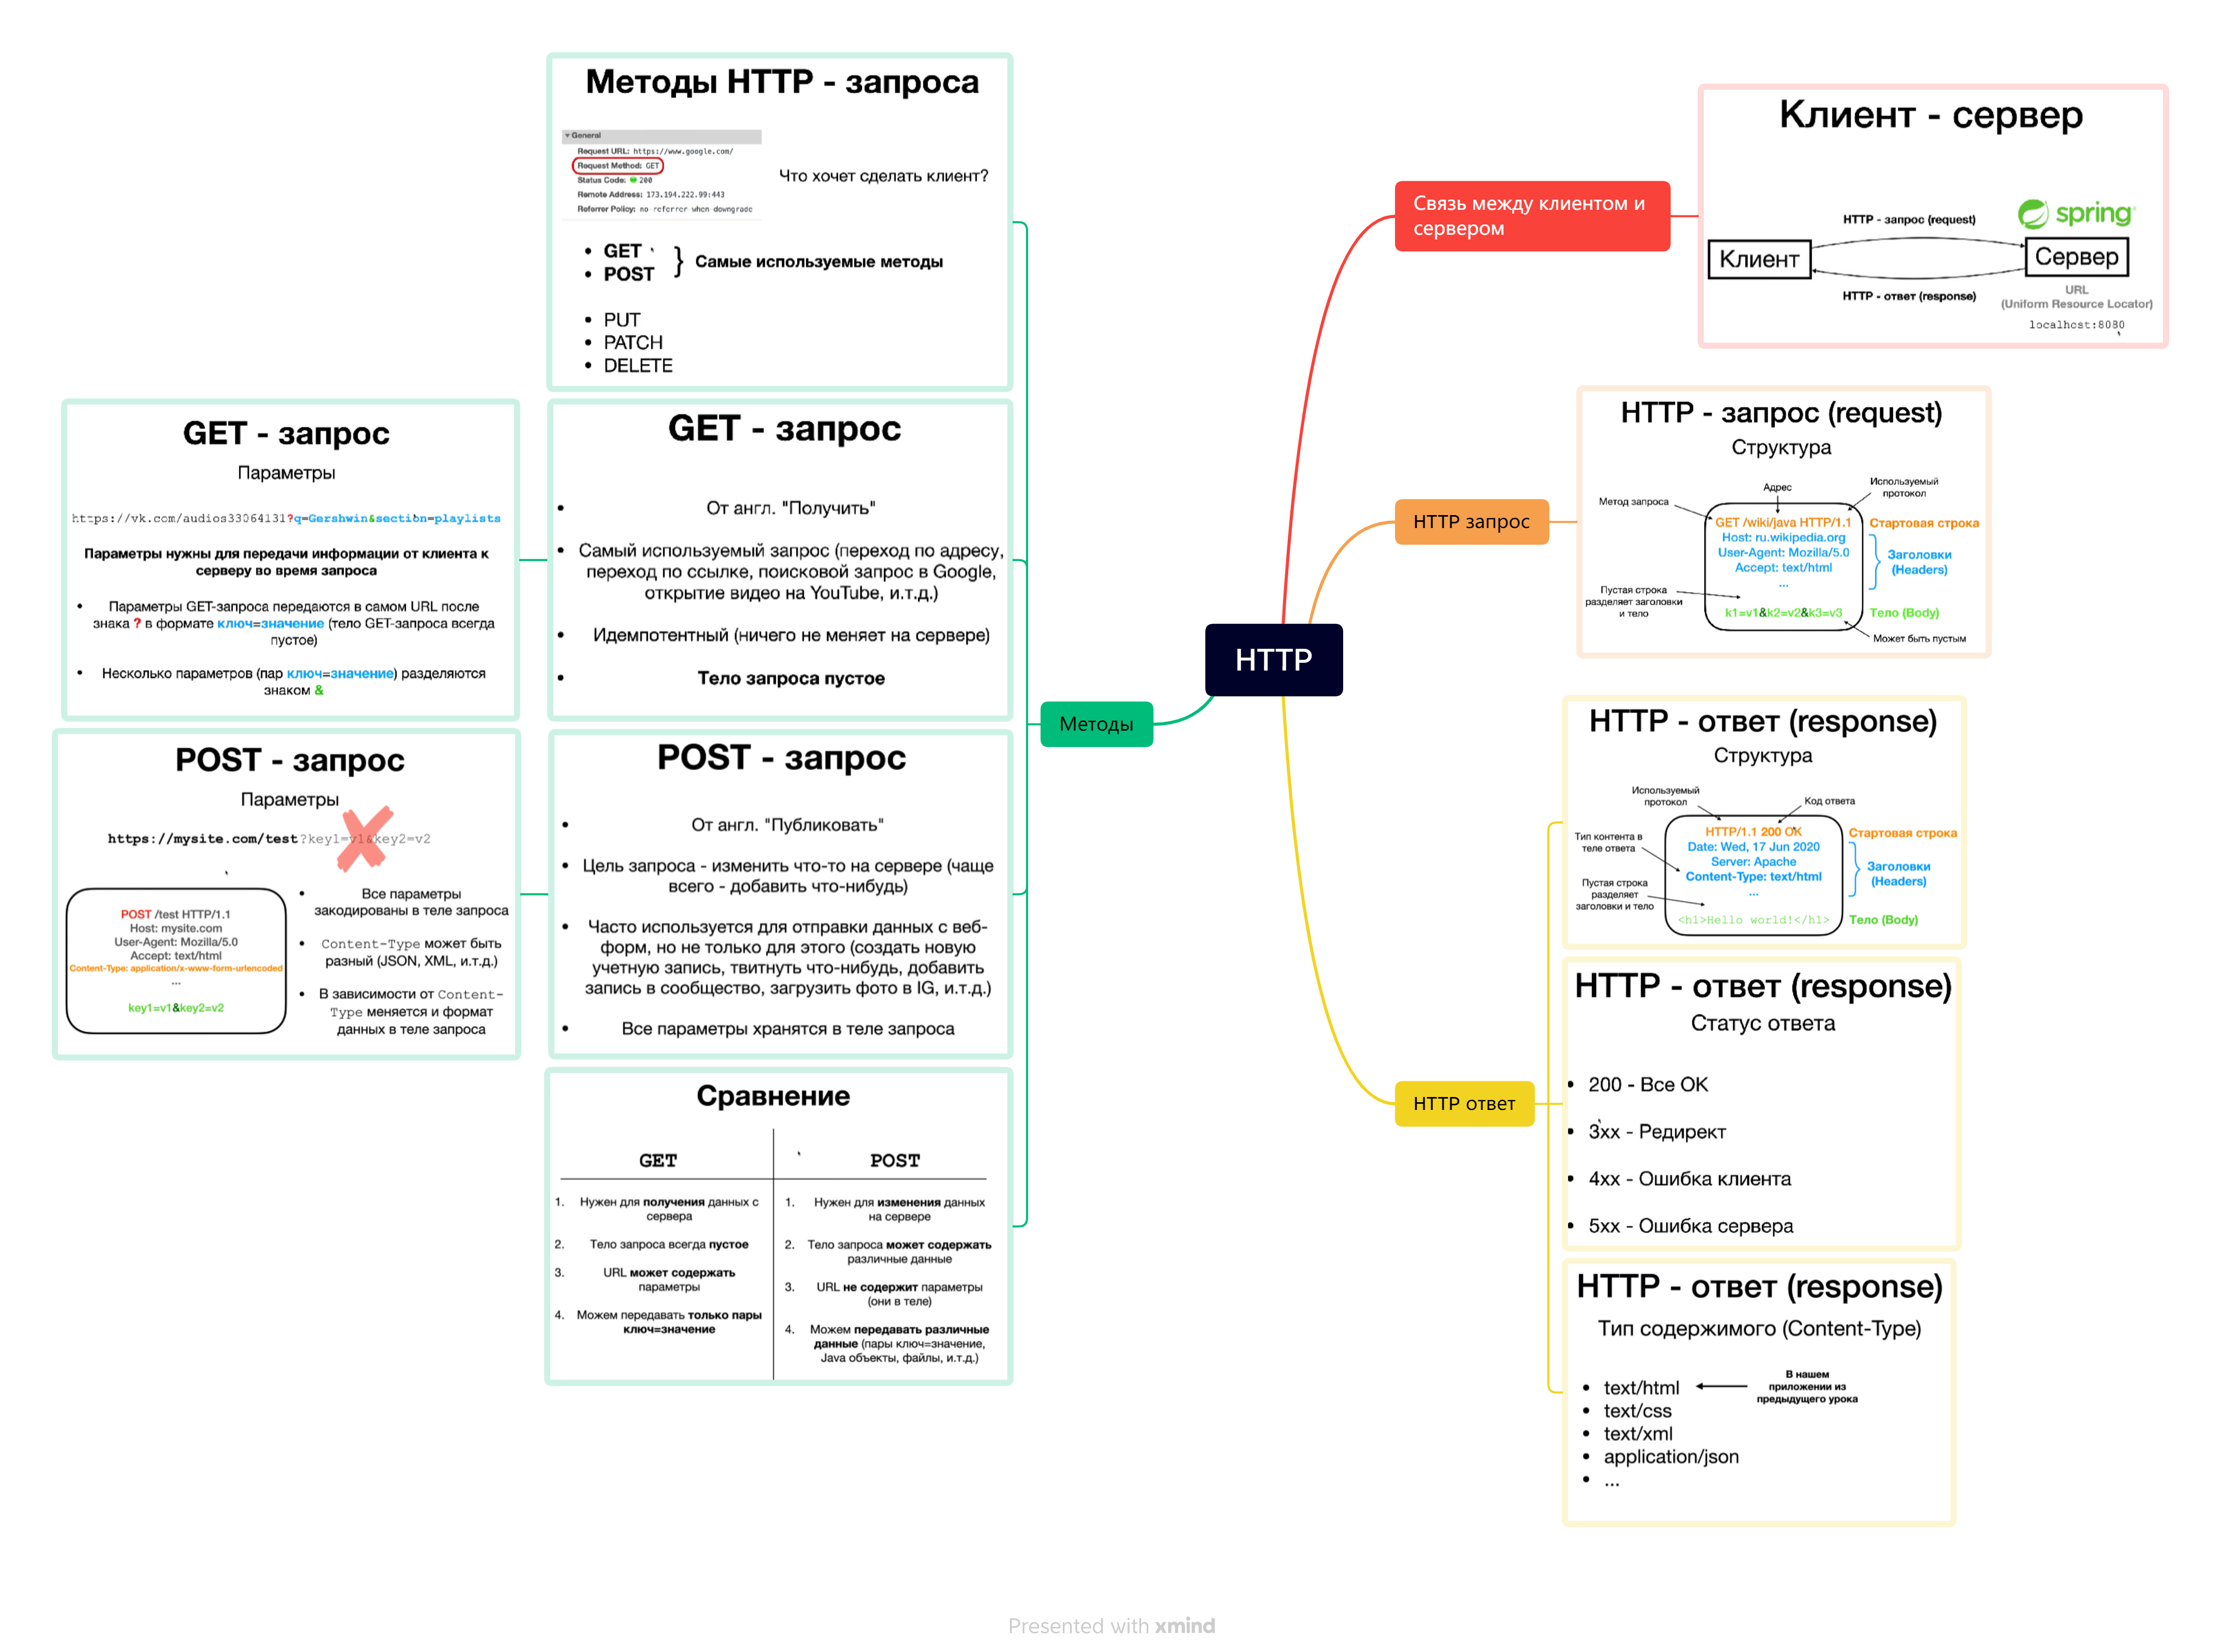 Методы HTTP - запроса
General
Request URL: https://www.google.com/
Request Method: GET
Status Code: 200
Remote Address: 173.194.222.99:443
Referrer Policy: no-referrer-when-downgrade
Что хочет сделать клиент?
• GET
• POST
} Самые используемые методы
• PUT
• PATCH
• DELETE
GET - запрос
Параметры
https://vk.com/audios33064131?q=Gershwin&section=playlists
Параметры нужны для передачи информации от клиента к
серверу во время запроса
• Параметры GET-запроса передаются в самом URL после
знака ? в формате ключ=значение (тело GET-запроса всегда
пустое)
• Несколько параметров (пар ключ=значение) разделяются
знаком &
GET - запрос
• От англ. "Получить"
• Самый используемый запрос (переход по адресу,
переход по ссылке, поисковой запрос в Google,
открытие видео на YouTube, и.т.д.)
• Идемпотентный (ничего не меняет на сервере)
• Тело запроса пустое
POST - запрос
Параметры
https://mysite.com/test?key1=v1&key2=v2
POST /test HTTP/1.1
Host: mysite.com
User-Agent: Mozilla/5.0
Accept: text/html
Content-Type: application/x-www-form-urlencoded
...
key1=v1&key2=v2
• Все параметры
закодированы в теле запроса
• Content-Type может быть
разный (JSON, XML, и.т.д.)
• В зависимости от Content-
Type меняется и формат
данных в теле запроса
POST - запрос
• От англ. "Публиковать"
• Цель запроса - изменить что-то на сервере (чаще
всего - добавить что-нибудь)
• Часто используется для отправки данных с веб-
форм, но не только для этого (создать новую
учетную запись, твитнуть что-нибудь, добавить
запись в сообщество, загрузить фото в IG, и.т.д.)
• Все параметры хранятся в теле запроса
Сравнение
GET
1. Нужен для получения данных с
сервера
2. Тело запроса всегда пустое
3. URL может содержать
параметры
4. Можем передавать только пары
ключ=значение
POST
1. Нужен для изменения данных
на сервере
2. Тело запроса может содержать
различные данные
3. URL не содержит параметры
(они в теле)
4. Можем передавать различные
данные (пары ключ=значение,
Java объекты, файлы, и.т.д.)
Методы
HTTP
Связь между клиентом и
сервером
Клиент - сервер
HTTP - запрос (request)
spring
Клиент
Сервер
HTTP - ответ (response)
URL
(Uniform Resource Locator)
localhost:8080
HTTP запрос
HTTP - запрос (request)
Структура
Адрес
Используемый
протокол
Метод запроса
GET /wiki/java HTTP/1.1
Стартовая строка
Host: ru.wikipedia.org
User-Agent: Mozilla/5.0
Accept: text/html
...
Заголовки
(Headers)
Пустая строка
разделяет заголовки
и тело
k1=v1&k2=v2&k3=v3
Тело (Body)
Может быть пустым
HTTP ответ
HTTP - ответ (response)
Структура
Используемый
протокол
Код ответа
Тип контента в
теле ответа
HTTP/1.1 200 OK
Стартовая строка
Date: Wed, 17 Jun 2020
Server: Apache
Content-Type: text/html
...
Заголовки
(Headers)
Пустая строка
разделяет
заголовки и тело
<h1>Hello world!</h1>
Тело (Body)
HTTP - ответ (response)
Статус ответа
• 200 - Все ОК
• 3xx - Редирект
• 4xx - Ошибка клиента
• 5xx - Ошибка сервера
HTTP - ответ (response)
Тип содержимого (Content-Type)
• text/html
В нашем
приложении из
предыдущего урока
• text/css
• text/xml
• application/json
• ...
Presented with xmind